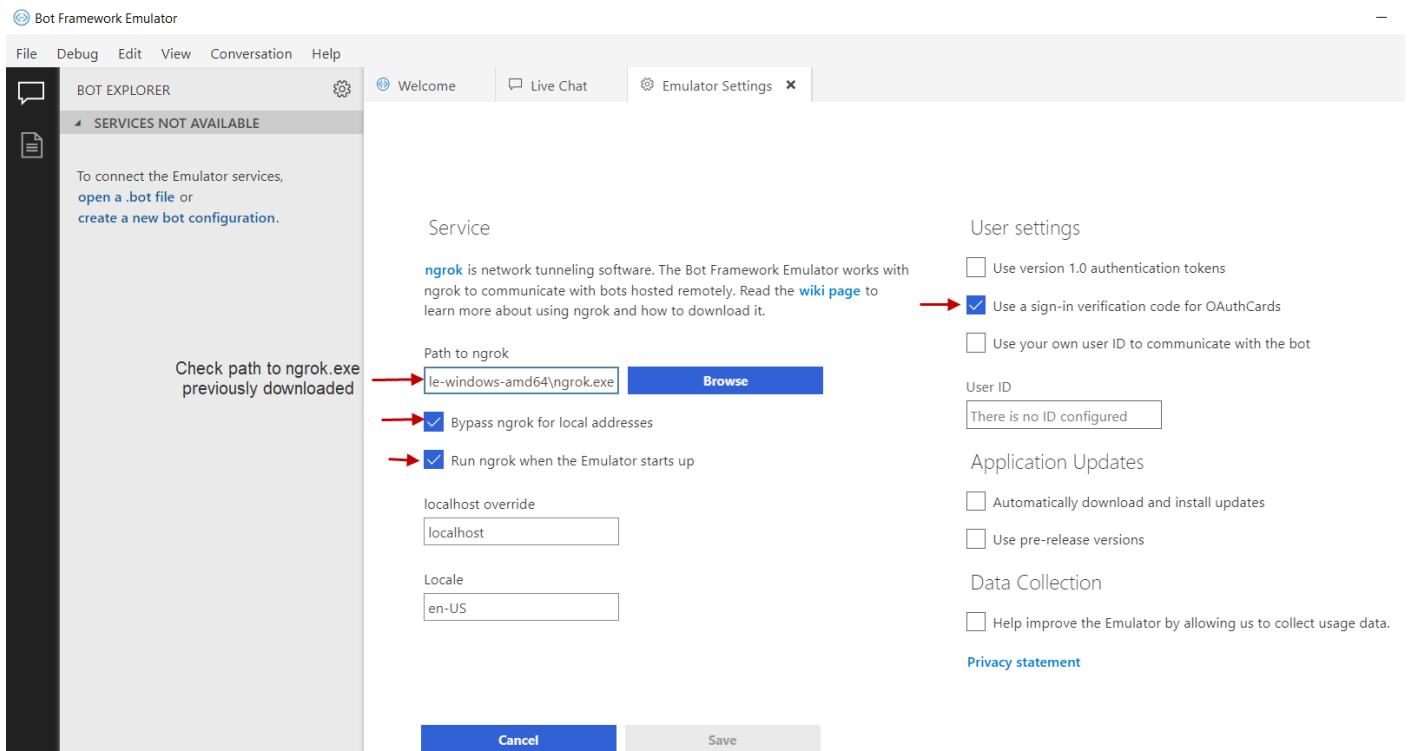 Bot Framework Emulator
File Debug Edit View Conversation Help
BOT EXPLORER
SERVICES NOT AVAILABLE
To connect the Emulator services,
open a .bot file or
create a new bot configuration.
Welcome
Live Chat
Emulator Settings
Check path to ngrok.exe
previously downloaded
Service
ngrok is network tunneling software. The Bot Framework Emulator works with
ngrok to communicate with bots hosted remotely. Read the wiki page to
learn more about using ngrok and how to download it.
Path to ngrok
le-windows-amd64\ngrok.exe
Browse
Bypass ngrok for local addresses
Run ngrok when the Emulator starts up
localhost override
localhost
Locale
en-US
Cancel
Save
User settings
Use version 1.0 authentication tokens
Use a sign-in verification code for OAuthCards
Use your own user ID to communicate with the bot
User ID
There is no ID configured
Application Updates
Automatically download and install updates
Use pre-release versions
Data Collection
Help improve the Emulator by allowing us to collect usage data.
Privacy statement